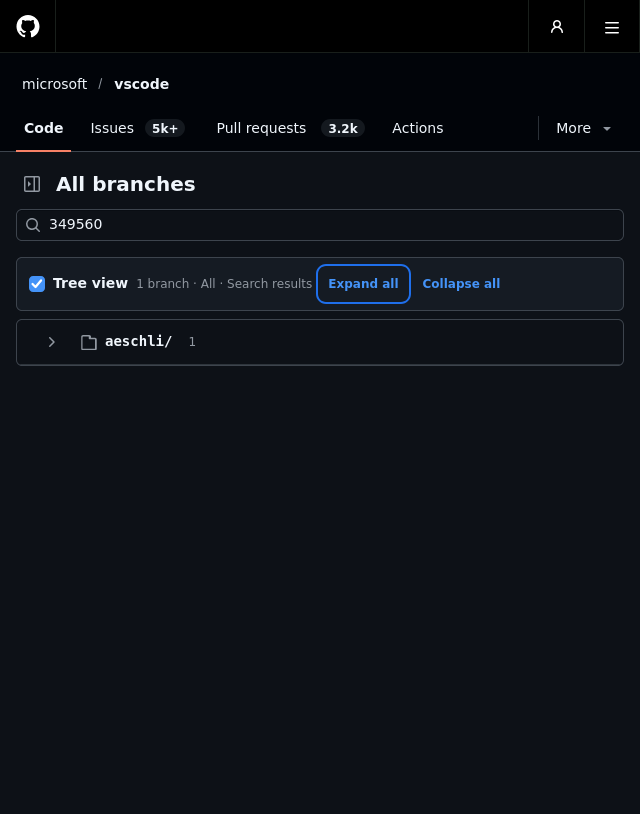 microsoft / vscode
Code Issues 5k+ Pull requests 3.2k Actions More
All branches
349560
Tree view 1 branch · All · Search results Expand all Collapse all
aeschli/ 1